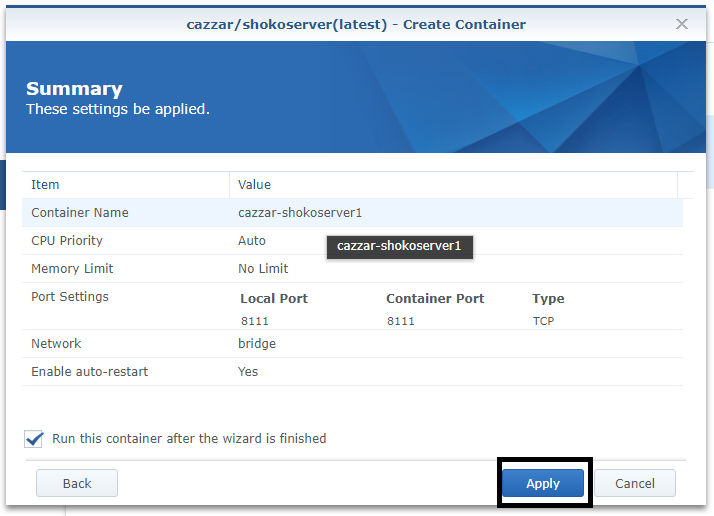 cazzar/shokoserver(latest) - Create Container
Summary
These settings be applied.
Item Value
Container Name cazzar-shokoserver1
CPU Priority Auto
cazzar-shokoserver1
Memory Limit No Limit
Port Settings Local Port Container Port Type
8111 8111 TCP
Network bridge
Enable auto-restart Yes
Run this container after the wizard is finished
Back Apply Cancel